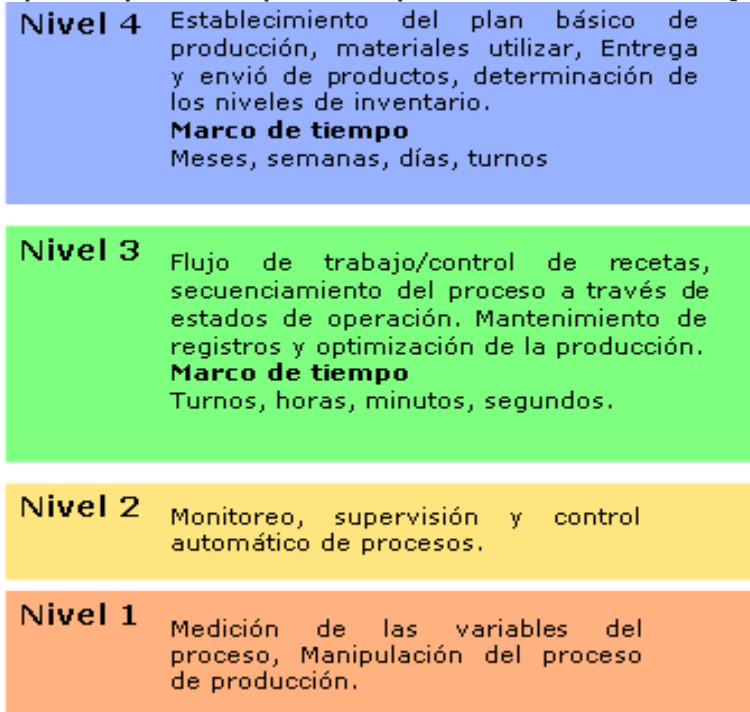 Nivel 4
Establecimiento del plan básico de
producción, materiales utilizar, Entrega
y envió de productos, determinación de
los niveles de inventario.
Marco de tiempo
Meses, semanas, días, turnos
Nivel 3
Flujo de trabajo/control de recetas,
secuenciamiento del proceso a través de
estados de operación. Mantenimiento de
registros y optimización de la producción.
Marco de tiempo
Turnos, horas, minutos, segundos.
Nivel 2
Monitoreo, supervisión y control
automático de procesos.
Nivel 1
Medición de las variables del
proceso, Manipulación del proceso
de producción.